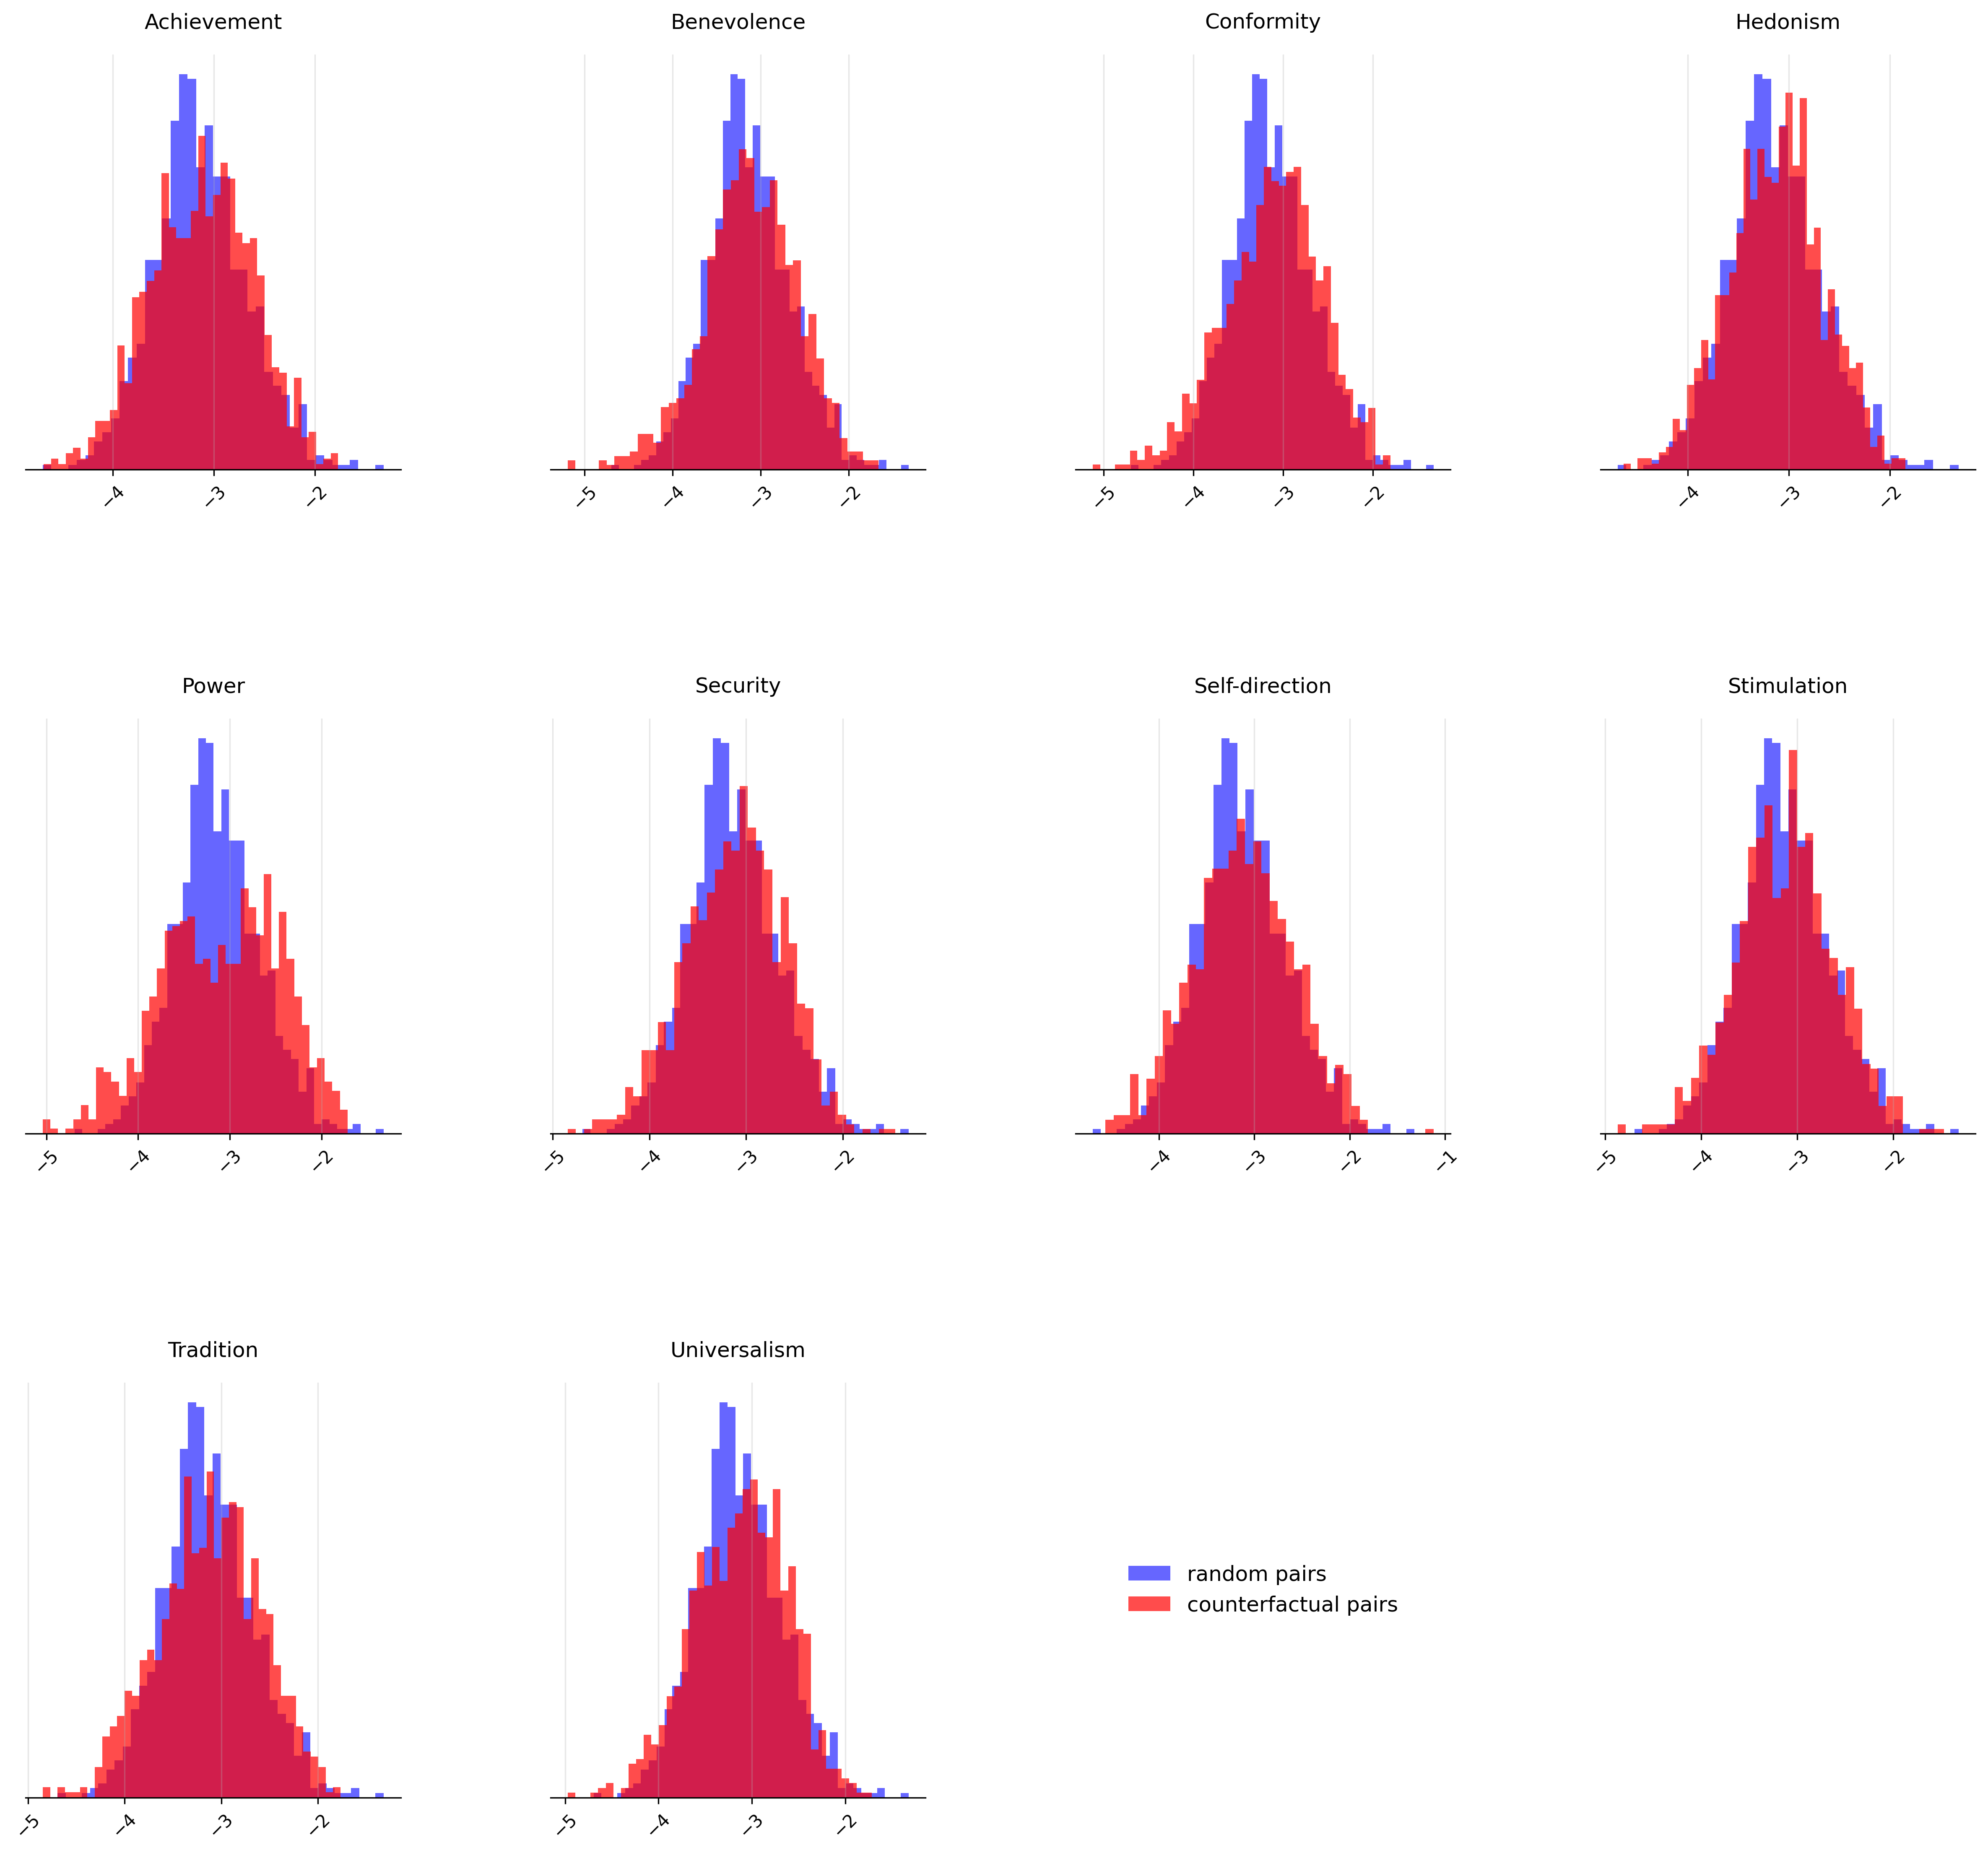 Achievement Benevolence Conformity Hedonism
−4 −3 −2 −5 −4 −3 −2 −5 −4 −3 −2 −4 −3 −2
Power Security Self-direction Stimulation
−5 −4 −3 −2 −5 −4 −3 −2 −4 −3 −2 −1 −5 −4 −3 −2
Tradition Universalism
random pairs
counterfactual pairs
−5 −4 −3 −2 −5 −4 −3 −2